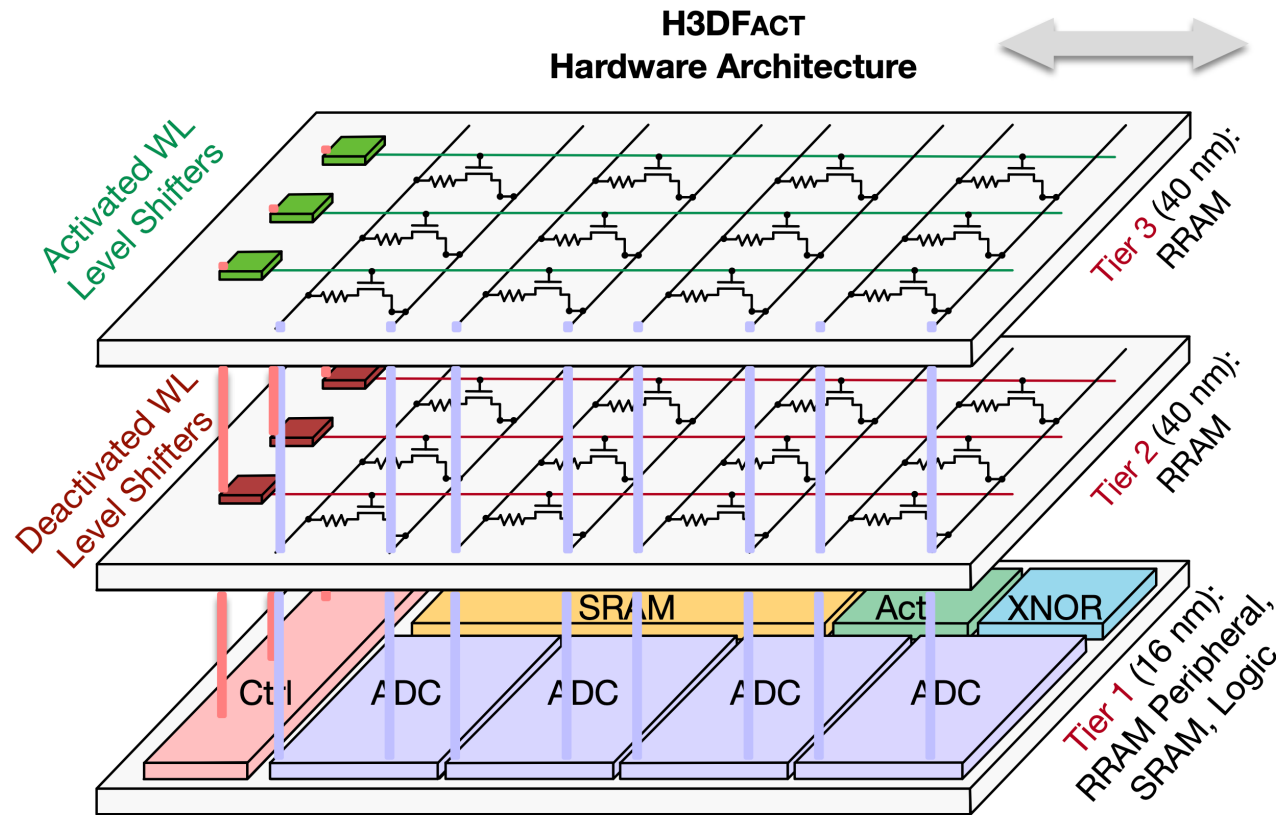 H3DFACT
Hardware Architecture
Activated WL
Level Shifters
Tier 3 (40 nm):
RRAM
Deactivated WL
Level Shifters
Tier 2 (40 nm):
RRAM
SRAM
Act
XNOR
Ctrl
ADC
ADC
ADC
ADC
Tier 1 (16 nm):
RRAM Peripheral,
SRAM, Logic